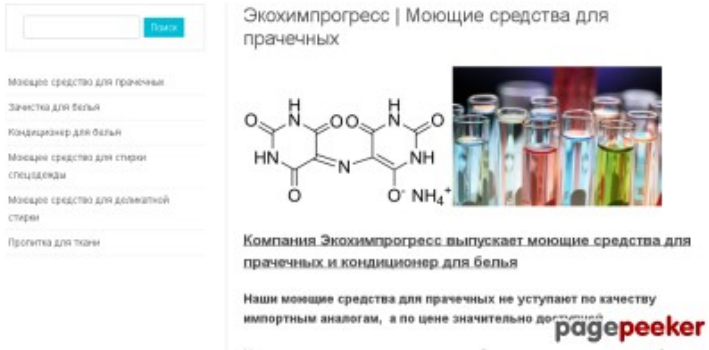 Поиск
Моющее средство для прачечных
Зачистка для белья
Кондиционер для белья
Моющее средство для стирки
спецодежды
Моющее средство для деликатной
стирки
Пропитка для ткани
Экохимпрогресс | Моющие средства для
прачечных
O H N O O H N O
HN N NH
O O⁻ NH₄⁺
Компания Экохимпрогресс выпускает моющие средства для
прачечных и кондиционер для белья
Наши моющие средства для прачечных не уступают по качеству
импортным аналогам, а по цене значительно
pagepeeker